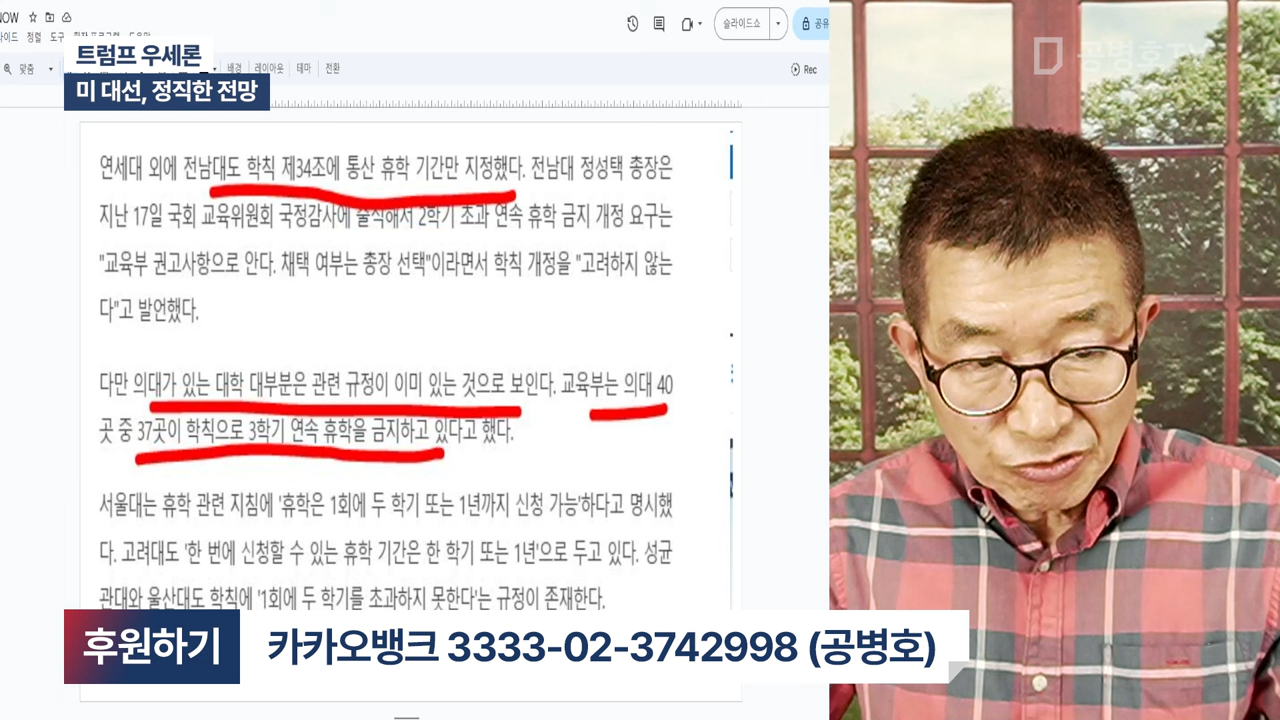 NOW
슬라이드쇼
공유
라이드 정렬 도구
맞춤
배경 레이아웃 테마 전환
Rec
트럼프 우세론
미 대선, 정직한 전망
공병호TV
연세대 외에 전남대도 학칙 제34조에 통산 휴학 기간만 지정했다. 전남대 정성택 총장은
지난 17일 국회 교육위원회 국정감사에 출석해서 2학기 초과 연속 휴학 금지 개정 요구는
"교육부 권고사항으로 안다. 채택 여부는 총장 선택"이라면서 학칙 개정을 "고려하지 않는
다"고 발언했다.
다만 의대가 있는 대학 대부분은 관련 규정이 이미 있는 것으로 보인다. 교육부는 의대 40
곳 중 37곳이 학칙으로 3학기 연속 휴학을 금지하고 있다고 했다.
서울대는 휴학 관련 지침에 '휴학은 1회에 두 학기 또는 1년까지 신청 가능'하다고 명시했
다. 고려대도 '한 번에 신청할 수 있는 휴학 기간은 한 학기 또는 1년'으로 두고 있다. 성균
관대와 울산대도 학칙에 '1회에 두 학기를 초과하지 못한다'는 규정이 존재한다.
후원하기 카카오뱅크 3333-02-3742998 (공병호)